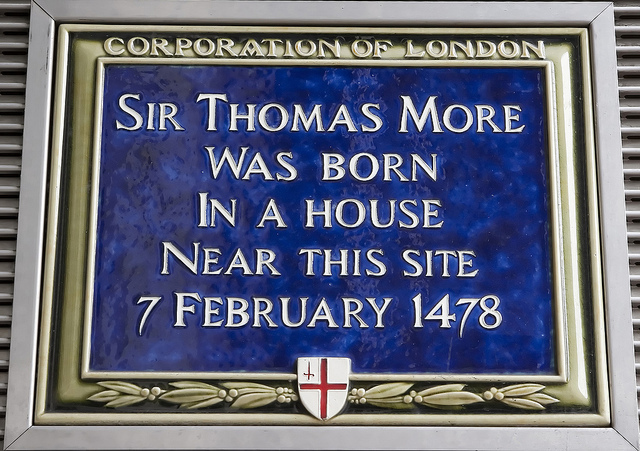 CORPORATION OF LONDON
SIR THOMAS MORE
WAS BORN
IN A HOUSE
NEAR THIS SITE
7 FEBRUARY 1478